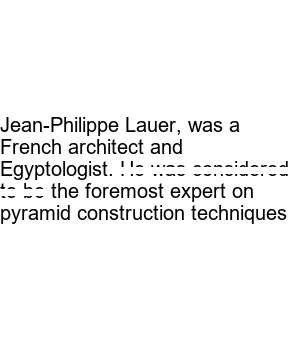 Jean-Philippe Lauer, was a
French architect and
Egyptologist.
the foremost expert on
pyramid construction techniques